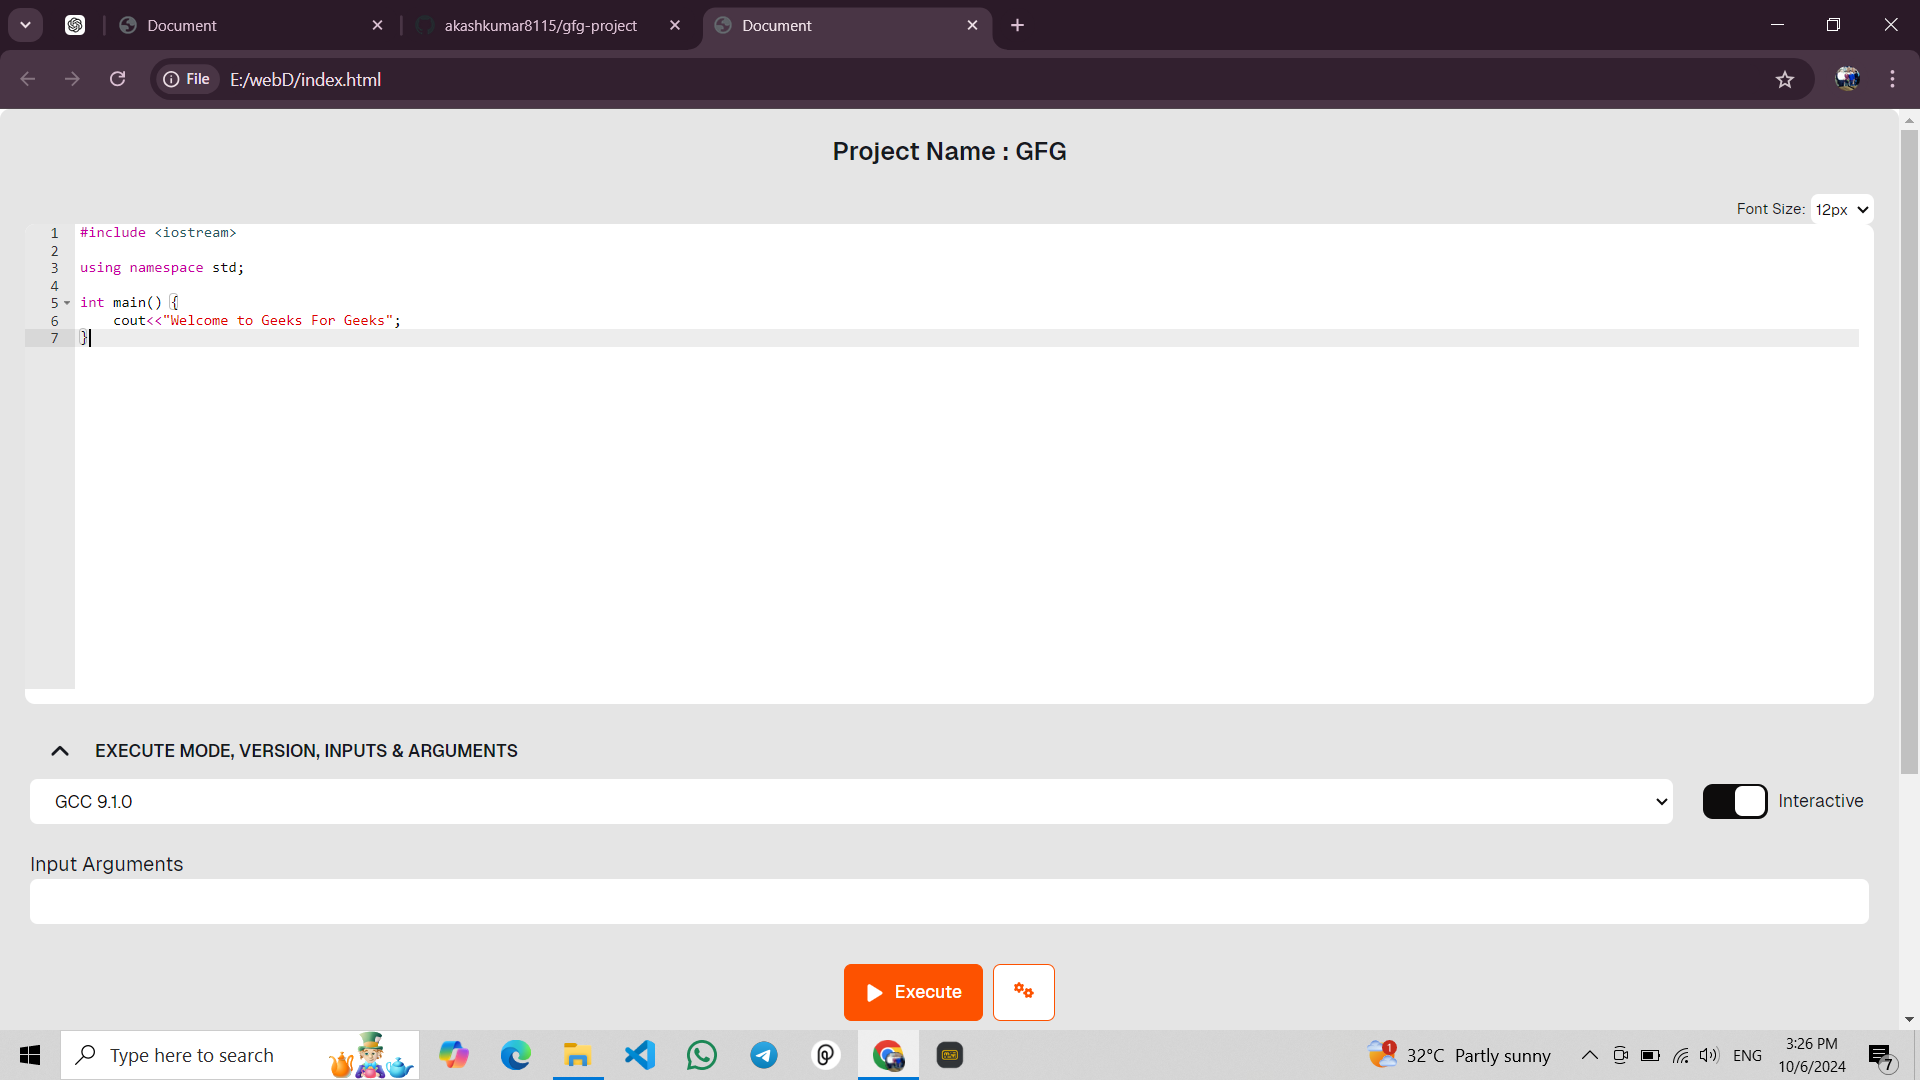 Document
akashkumar8115/gfg-project
Document
File
E:/webD/index.html
Project Name : GFG
Font Size: 12px
1 #include <iostream>
2
3 using namespace std;
4
5 int main() {
6 cout<<"Welcome to Geeks For Geeks";
7 }
EXECUTE MODE, VERSION, INPUTS & ARGUMENTS
GCC 9.1.0
Interactive
Input Arguments
Execute
Type here to search
1
32°C Partly sunny
ENG
3:26 PM
10/6/2024
7